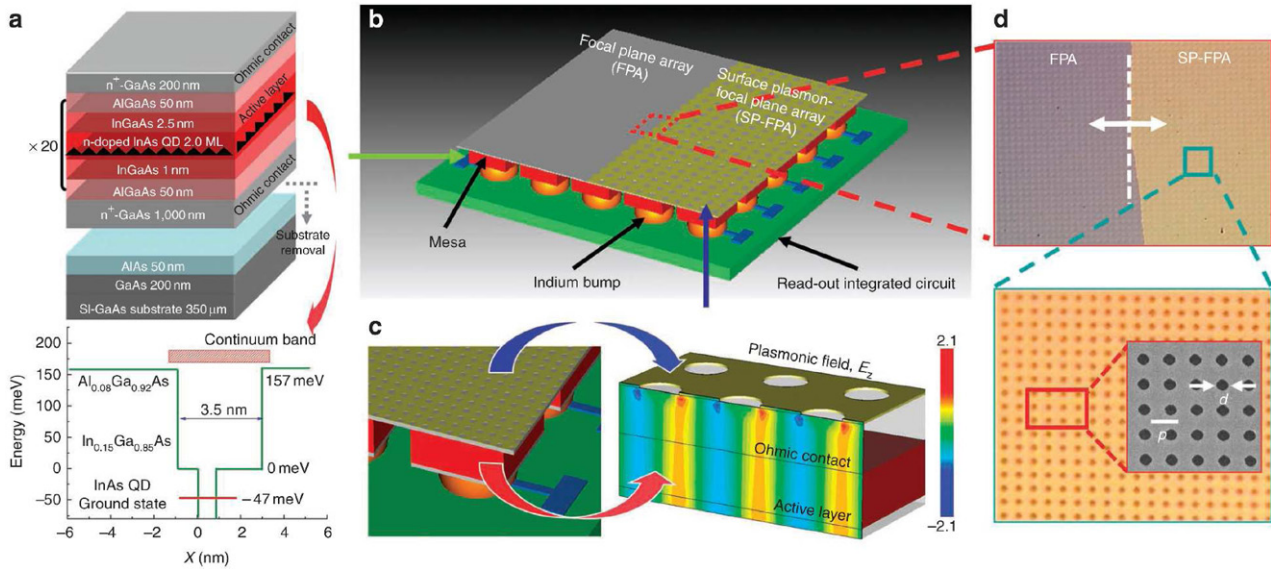 a
n⁺-GaAs 200 nm
AlGaAs 50 nm
InGaAs 2.5 nm
n-doped InAs QD 2.0 ML
InGaAs 1 nm
AlGaAs 50 nm
n⁺-GaAs 1,000 nm
× 20
Ohmic contact
Active layer
Ohmic contact
Substrate
removal
AlAs 50 nm
GaAs 200 nm
SI-GaAs substrate 350 μm
Continuum band
200
150
100
50
0
−50
Energy (meV)
Al0.08Ga0.92As
157 meV
3.5 nm
In0.15Ga0.85As
0 meV
InAs QD
Ground state
−47 meV
−6
−4
−2
0
2
4
6
X (nm)
b
Focal plane array
(FPA)
Surface plasmon-
focal plane array
(SP-FPA)
Mesa
Indium bump
Read-out integrated circuit
c
Plasmonic field, Ez
Ohmic contact
Active layer
2.1
−2.1
d
FPA
SP-FPA
d
p